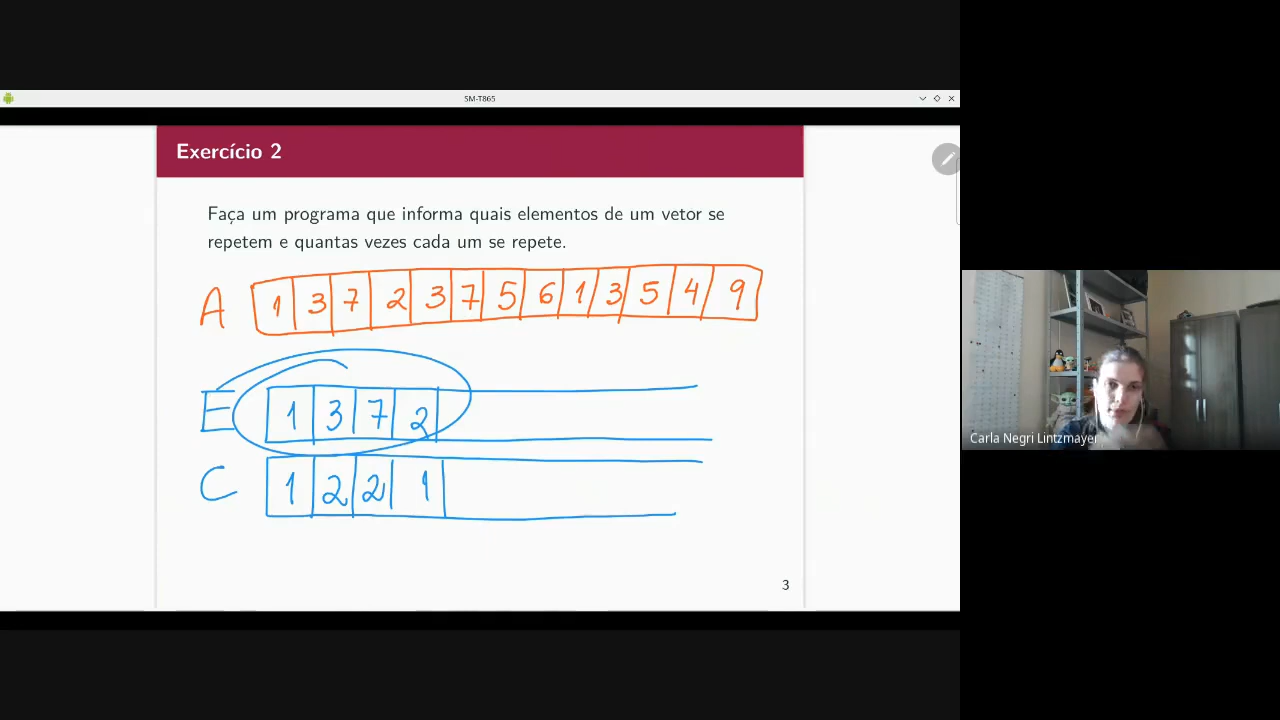 SM-T865
Exercício 2
Faça um programa que informa quais elementos de um vetor se
repetem e quantas vezes cada um se repete.
A 1 3 7 2 3 7 5 6 1 3 5 4 9
E 1 3 7 2
C 1 2 2 1
Carla Negri Lintzmayer
3